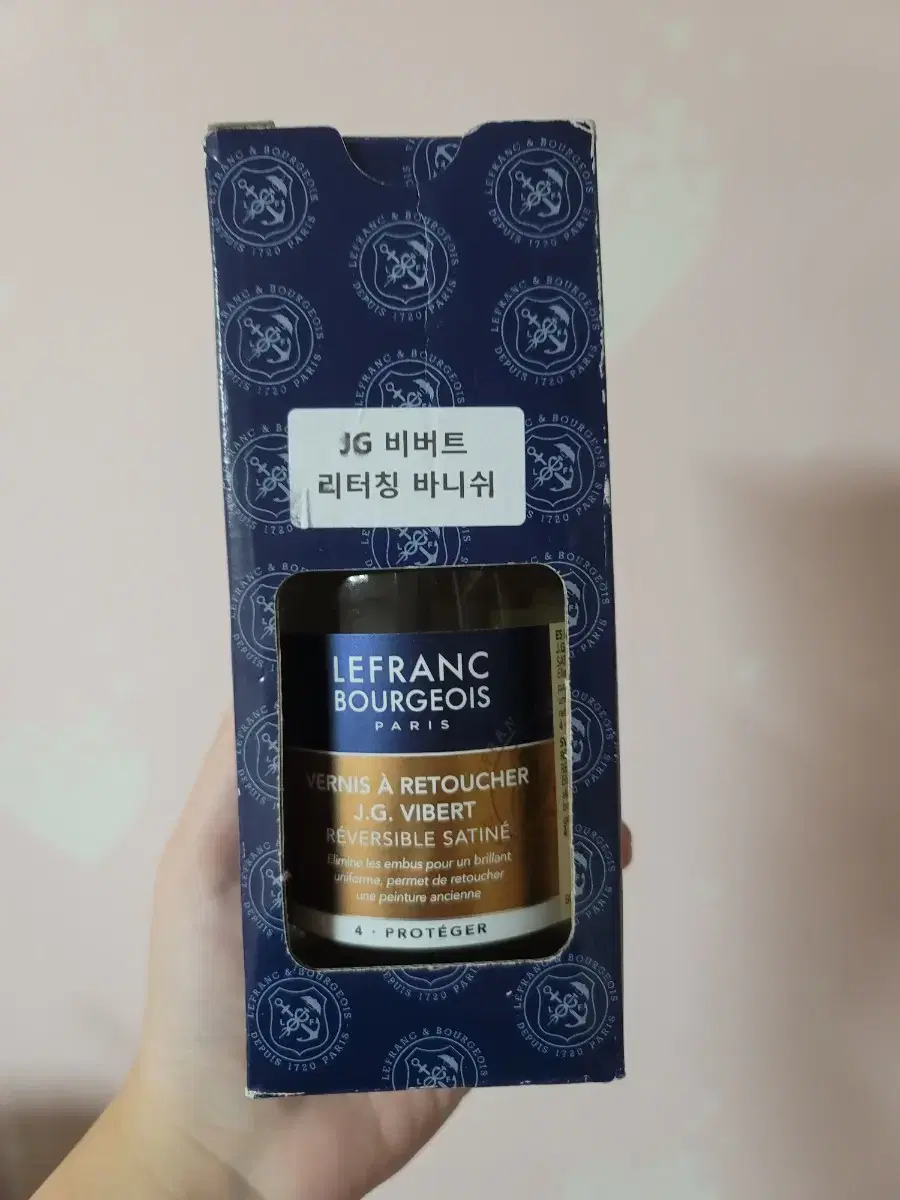 LEFRANC & BOURGEOIS
DEPUIS 1720 PARIS
JG 비버트
리터칭 바니쉬
LEFRANC
BOURGEOIS
PARIS
VERNIS À RETOUCHER
J.G. VIBERT
RÉVERSIBLE SATINÉ
Élimine les embus pour un brillant
uniforme, permet de retoucher
une peinture ancienne
4 · PROTÉGER